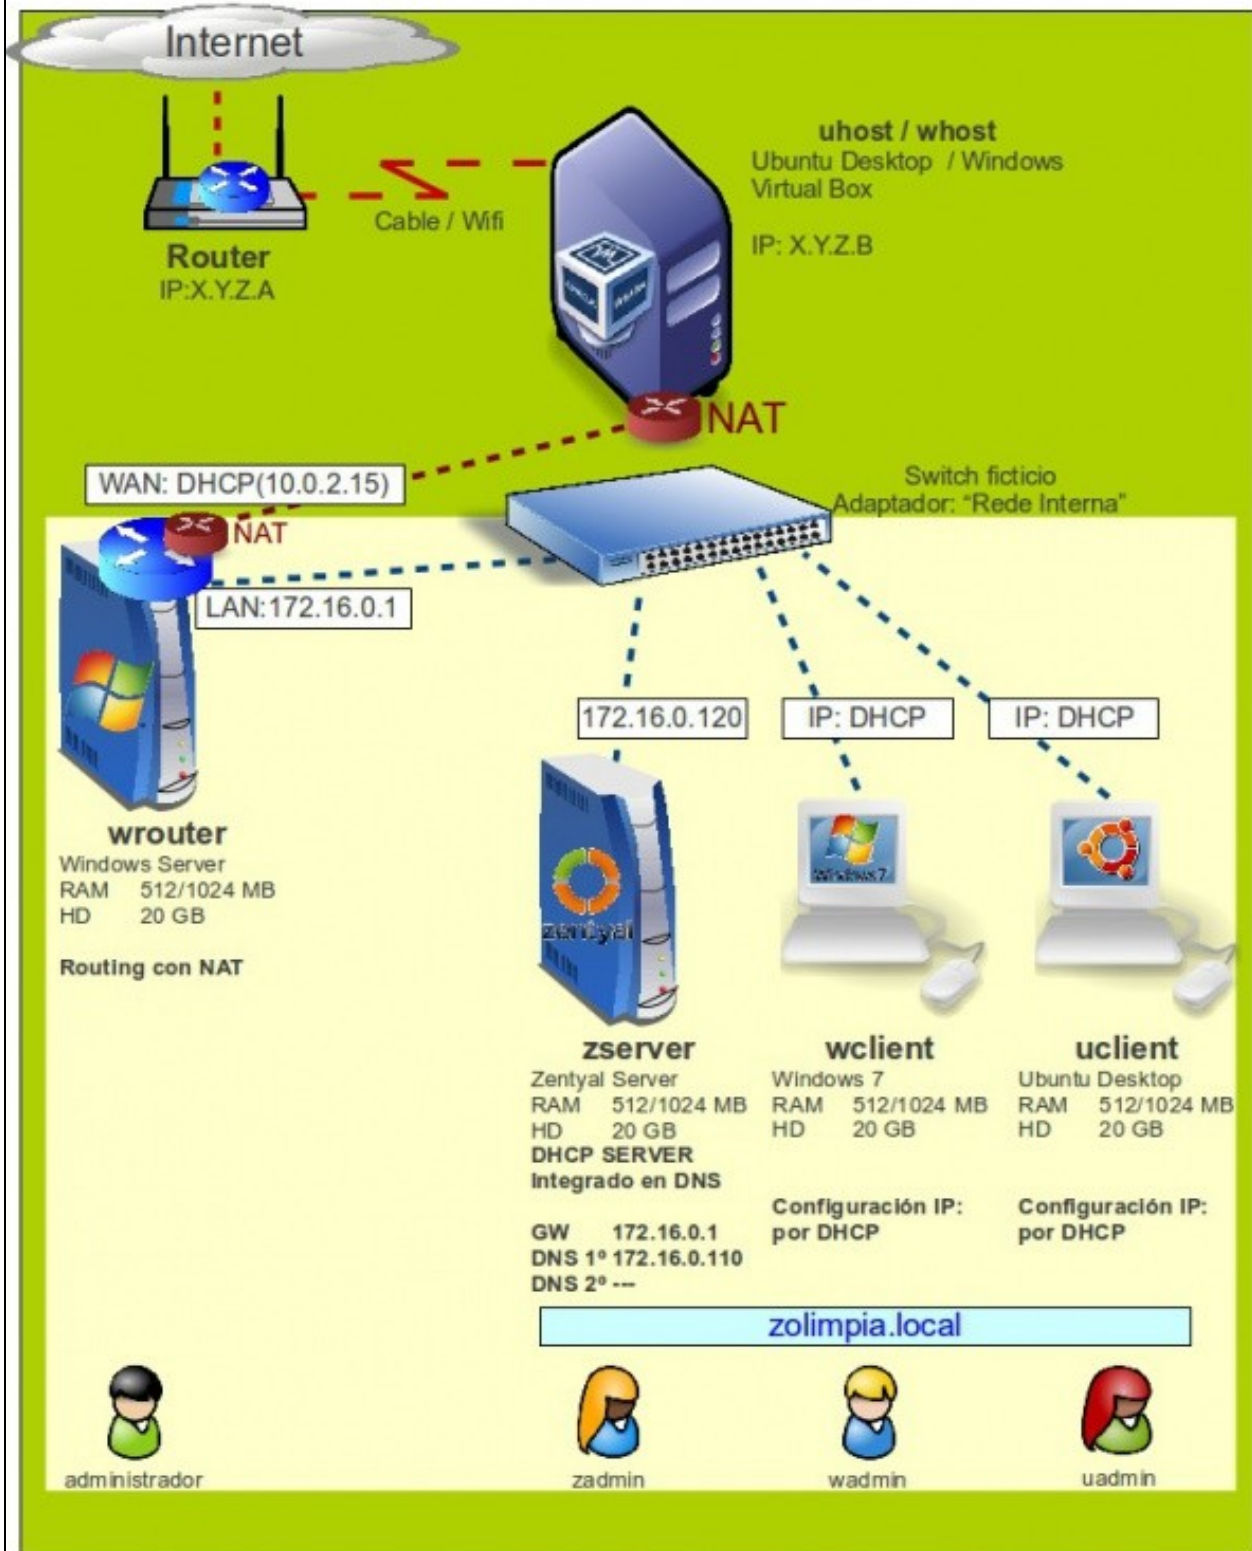 Internet
uhost / whost
Ubuntu Desktop / Windows
Virtual Box
IP: X.Y.Z.B
Cable / Wifi
Router
IP:X.Y.Z.A
NAT
WAN: DHCP(10.0.2.15)
Switch ficticio
Adaptador: “Rede Interna”
NAT
LAN:172.16.0.1
172.16.0.120
IP: DHCP
IP: DHCP
wrouter
Windows Server
RAM 512/1024 MB
HD 20 GB
Routing con NAT
Windows 7
zentyal
zserver
Zentyal Server
RAM 512/1024 MB
HD 20 GB
DHCP SERVER
Integrado en DNS
GW 172.16.0.1
DNS 1º 172.16.0.110
DNS 2º ---
wclient
Windows 7
RAM 512/1024 MB
HD 20 GB
Configuración IP:
por DHCP
uclient
Ubuntu Desktop
RAM 512/1024 MB
HD 20 GB
Configuración IP:
por DHCP
zolimpia.local
administrador
zadmin
wadmin
uadmin